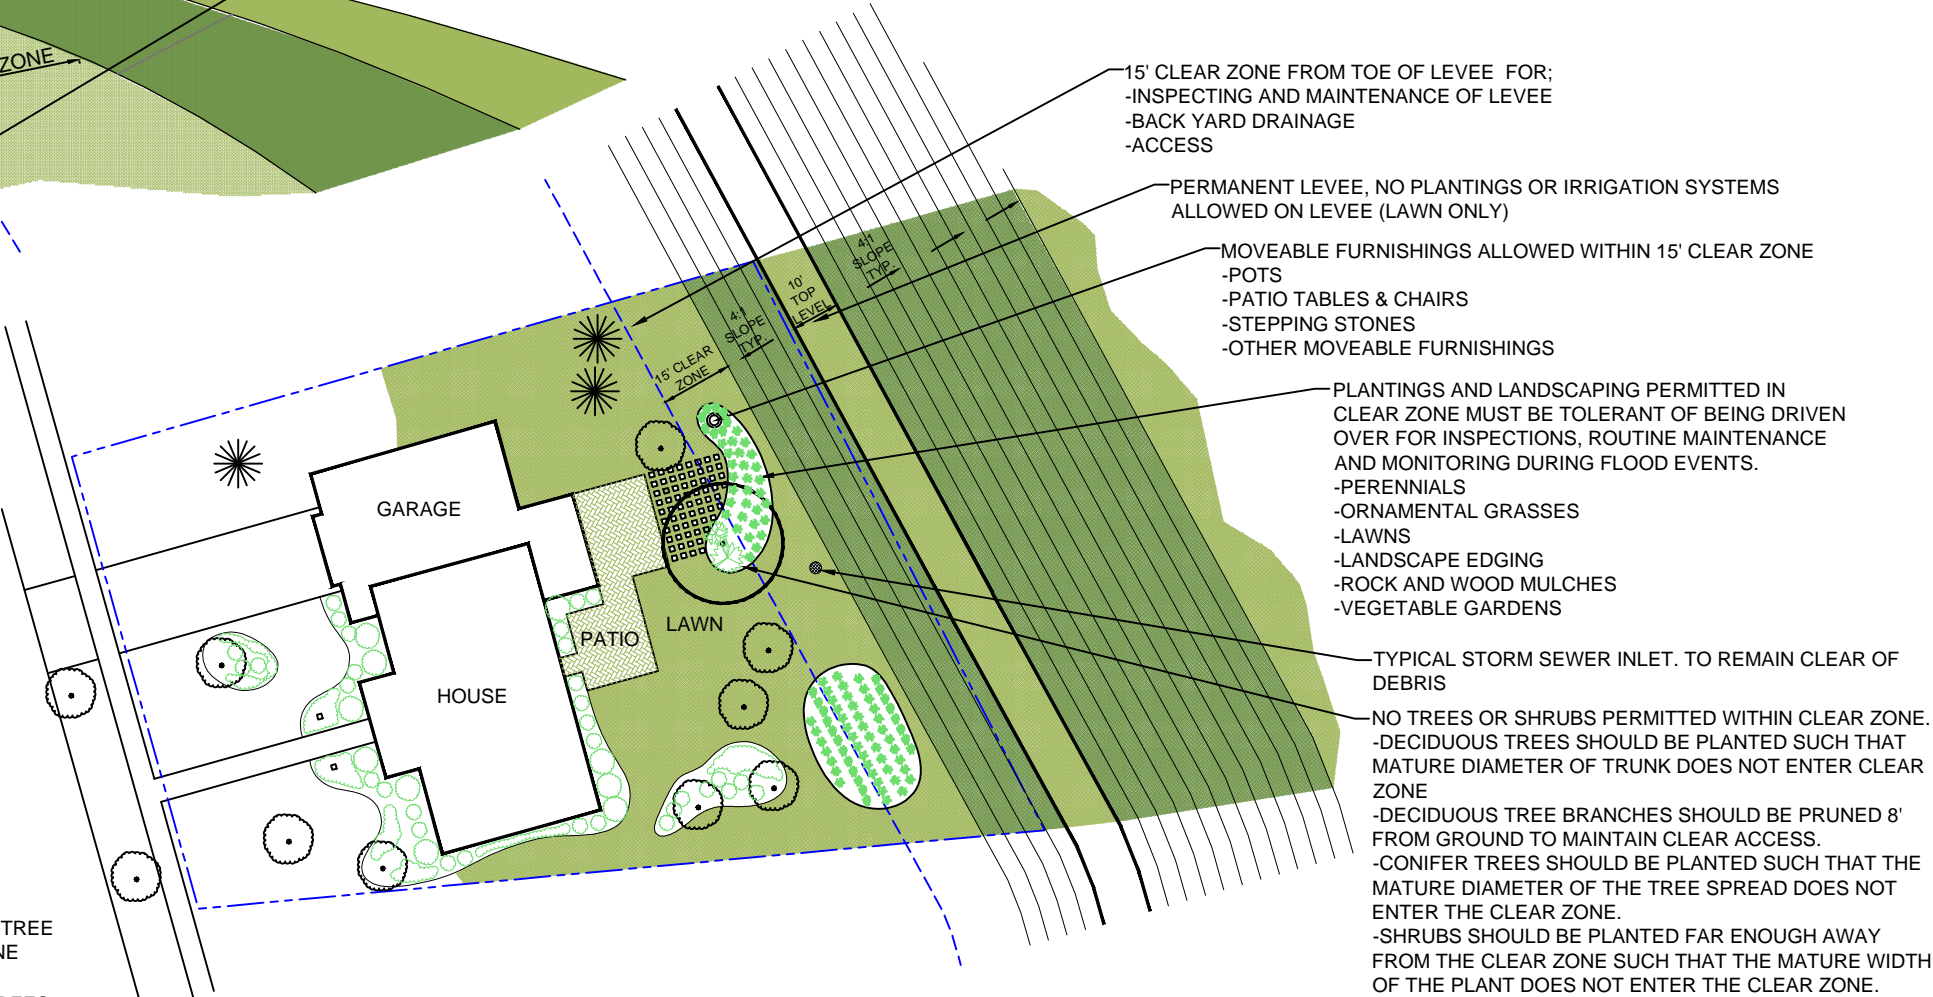 ZONE
15' CLEAR ZONE FROM TOE OF LEVEE FOR;
-INSPECTING AND MAINTENANCE OF LEVEE
-BACK YARD DRAINAGE
-ACCESS
PERMANENT LEVEE, NO PLANTINGS OR IRRIGATION SYSTEMS
ALLOWED ON LEVEE (LAWN ONLY)
MOVEABLE FURNISHINGS ALLOWED WITHIN 15' CLEAR ZONE
-POTS
-PATIO TABLES & CHAIRS
-STEPPING STONES
-OTHER MOVEABLE FURNISHINGS
PLANTINGS AND LANDSCAPING PERMITTED IN
CLEAR ZONE MUST BE TOLERANT OF BEING DRIVEN
OVER FOR INSPECTIONS, ROUTINE MAINTENANCE
AND MONITORING DURING FLOOD EVENTS.
-PERENNIALS
-ORNAMENTAL GRASSES
-LAWNS
-LANDSCAPE EDGING
-ROCK AND WOOD MULCHES
-VEGETABLE GARDENS
TYPICAL STORM SEWER INLET. TO REMAIN CLEAR OF
DEBRIS
NO TREES OR SHRUBS PERMITTED WITHIN CLEAR ZONE.
-DECIDUOUS TREES SHOULD BE PLANTED SUCH THAT
MATURE DIAMETER OF TRUNK DOES NOT ENTER CLEAR
ZONE
-DECIDUOUS TREE BRANCHES SHOULD BE PRUNED 8'
FROM GROUND TO MAINTAIN CLEAR ACCESS.
-CONIFER TREES SHOULD BE PLANTED SUCH THAT THE
MATURE DIAMETER OF THE TREE SPREAD DOES NOT
ENTER THE CLEAR ZONE.
-SHRUBS SHOULD BE PLANTED FAR ENOUGH AWAY
FROM THE CLEAR ZONE SUCH THAT THE MATURE WIDTH
OF THE PLANT DOES NOT ENTER THE CLEAR ZONE.
4:1
SLOPE
TYP.
10'
TOP
LEVEL
4:1
SLOPE
TYP.
15' CLEAR
ZONE
GARAGE
HOUSE
PATIO
LAWN
TREE